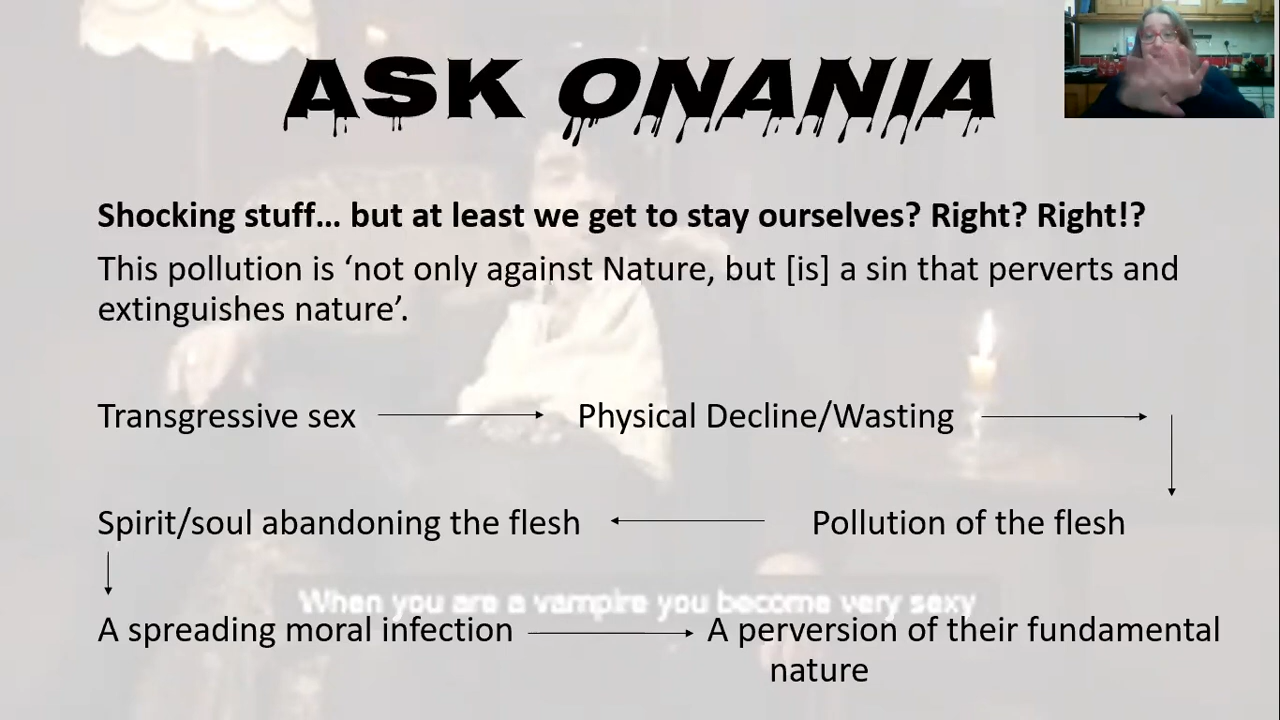 ASK ONANIA
Shocking stuff... but at least we get to stay ourselves? Right? Right!?
This pollution is ‘not only against Nature, but [is] a sin that perverts and
extinguishes nature’.
Transgressive sex
Physical Decline/Wasting
Spirit/soul abandoning the flesh
Pollution of the flesh
When you are a vampire you become very sexy
A spreading moral infection
A perversion of their fundamental
nature